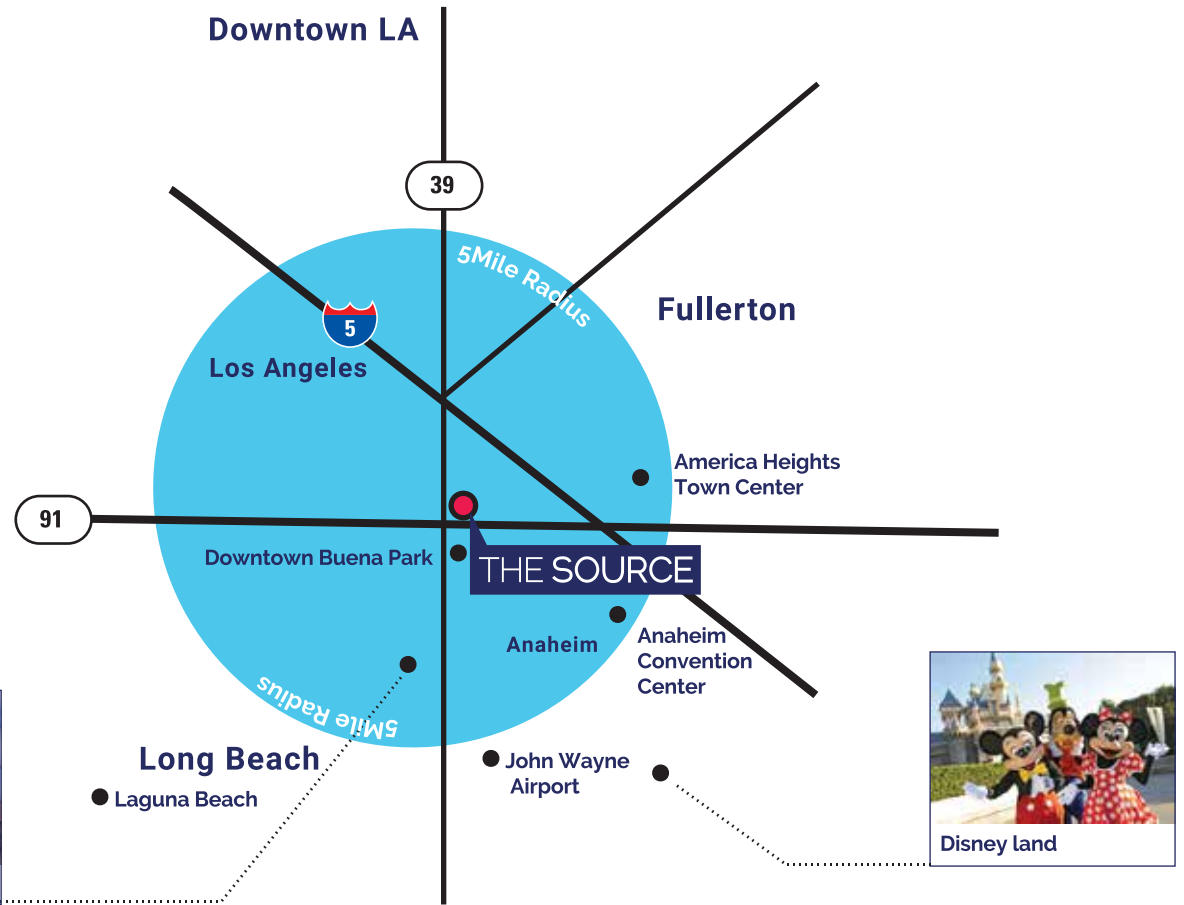 Downtown LA
39
5Mile Radius
Fullerton
5
Los Angeles
America Heights
Town Center
91
Downtown Buena Park
THE SOURCE
Anaheim
Anaheim
Convention
Center
5Mile Radius
Long Beach
John Wayne
Airport
Laguna Beach
Disney land